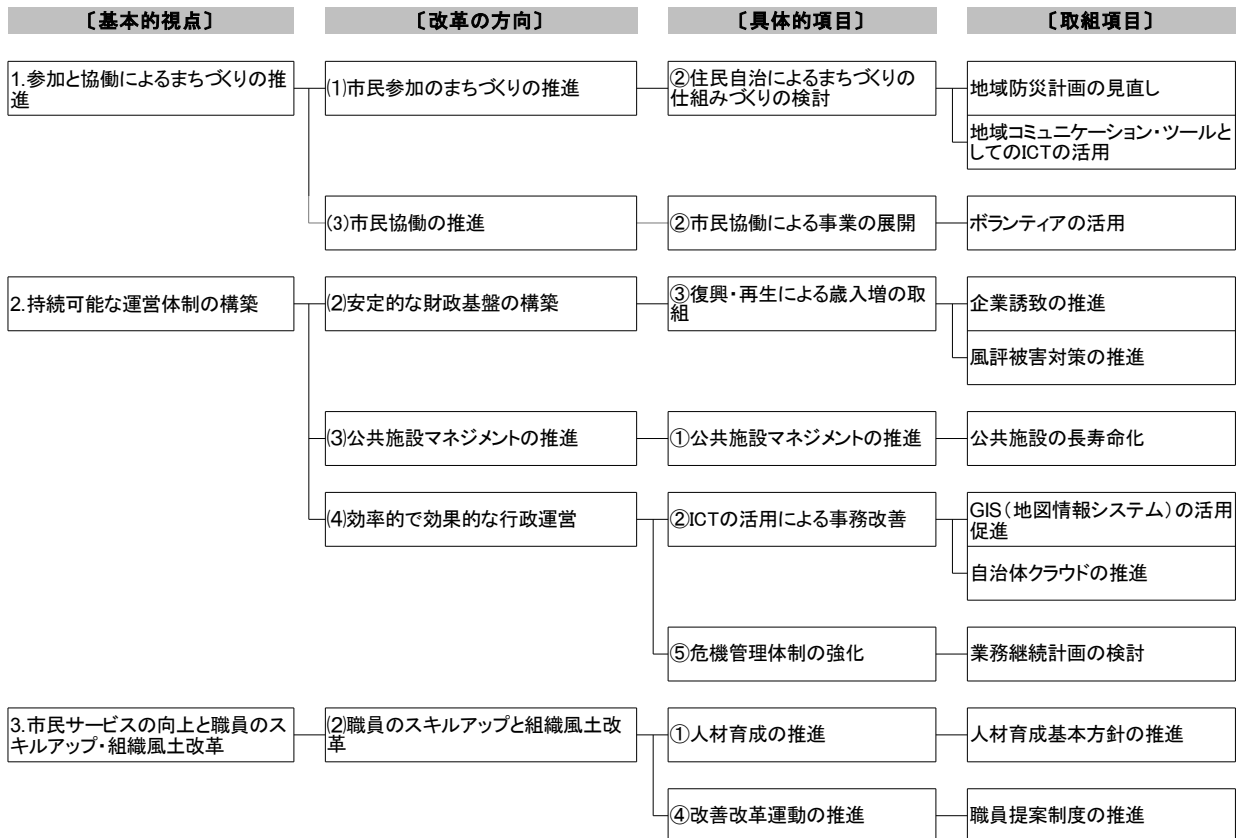 〔基本的視点〕 〔改革の方向〕 〔具体的項目〕 〔取組項目〕
1.参加と協働によるまちづくりの推
進
⑴市民参加のまちづくりの推進
②住民自治によるまちづくりの
仕組みづくりの検討
地域防災計画の見直し
地域コミュニケーション・ツールと
してのICTの活用
⑶市民協働の推進
②市民協働による事業の展開
ボランティアの活用
2.持続可能な運営体制の構築
⑵安定的な財政基盤の構築
③復興・再生による歳入増の取
組
企業誘致の推進
風評被害対策の推進
⑶公共施設マネジメントの推進
①公共施設マネジメントの推進
公共施設の長寿命化
⑷効率的で効果的な行政運営
②ICTの活用による事務改善
GIS(地図情報システム)の活用
促進
自治体クラウドの推進
⑤危機管理体制の強化
業務継続計画の検討
3.市民サービスの向上と職員のス
キルアップ・組織風土改革
⑵職員のスキルアップと組織風土改
革
①人材育成の推進
人材育成基本方針の推進
④改善改革運動の推進
職員提案制度の推進